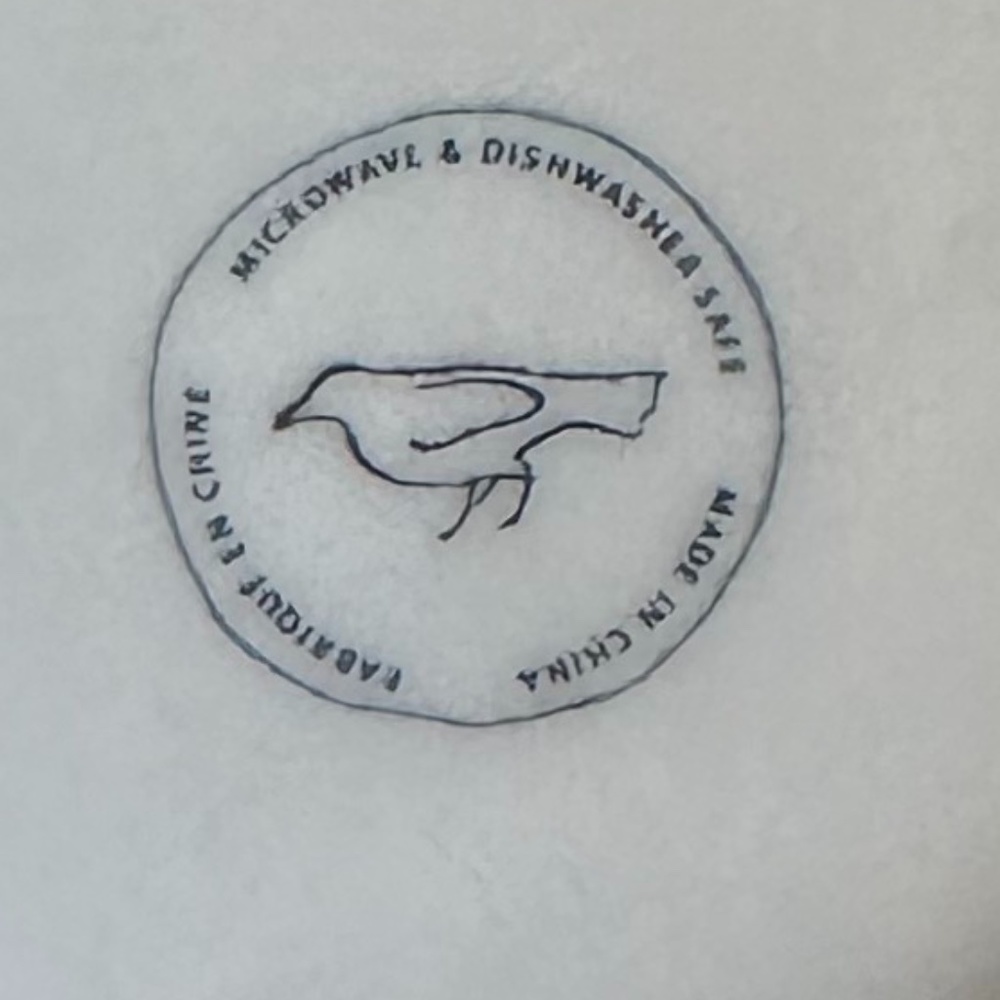 MICROWAVE & DISHWASHER SAFE
MADE IN CHINA
FABRIQUE EN CHINE